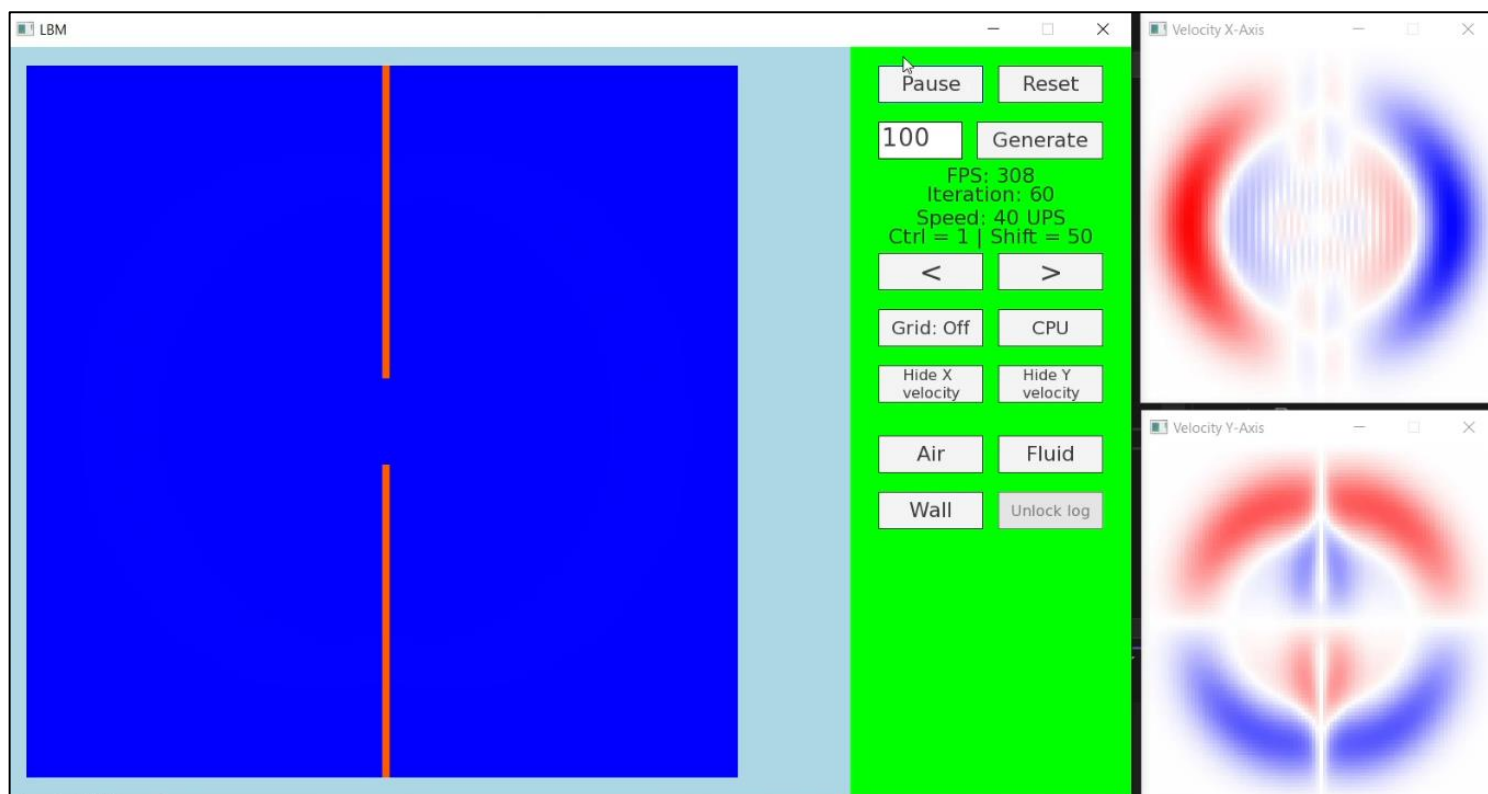 LBM
Pause Reset
100 Generate
FPS: 308
Iteration: 60
Speed: 40 UPS
Ctrl = 1 | Shift = 50
< >
Grid: Off CPU
Hide X velocity
Hide Y velocity
Air Fluid
Wall Unlock log
Velocity X-Axis
Velocity Y-Axis